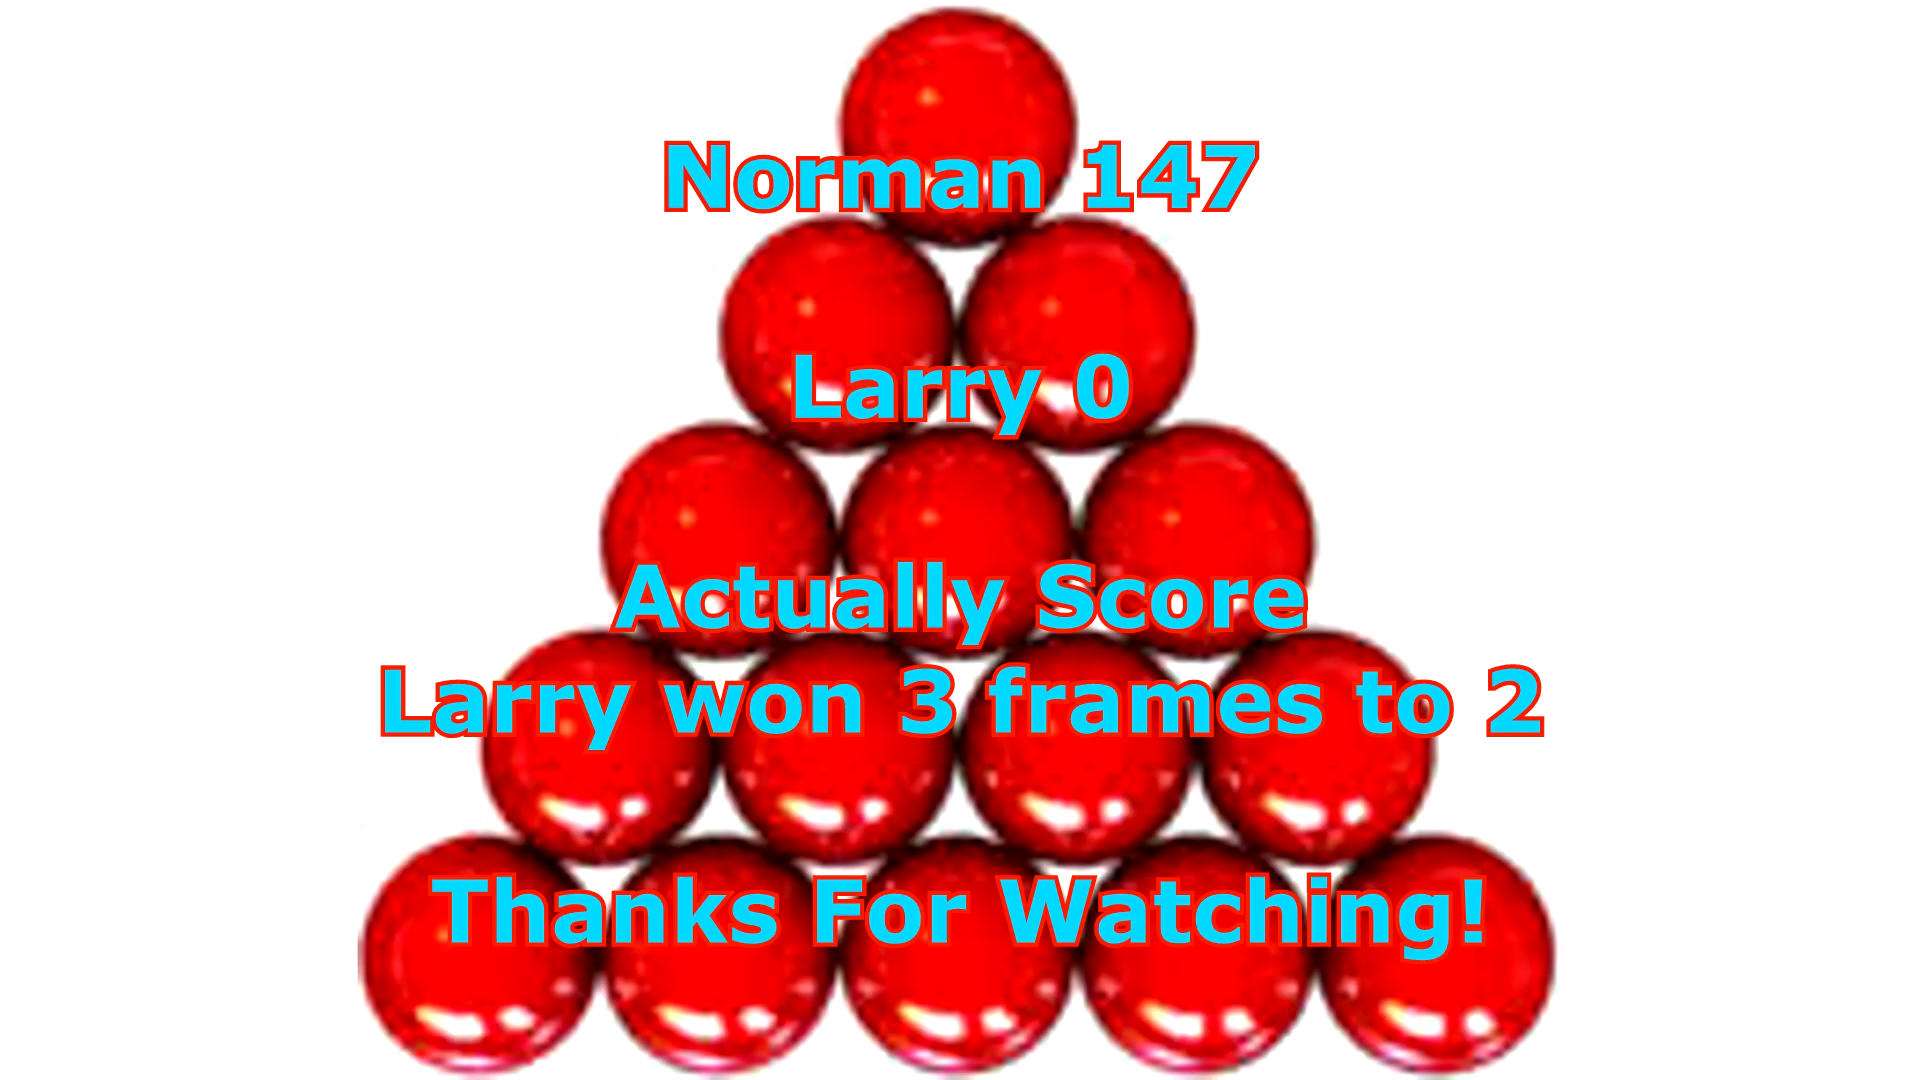 Norman 147
Larry 0
Actually Score
Larry won 3 frames to 2
Thanks For Watching!